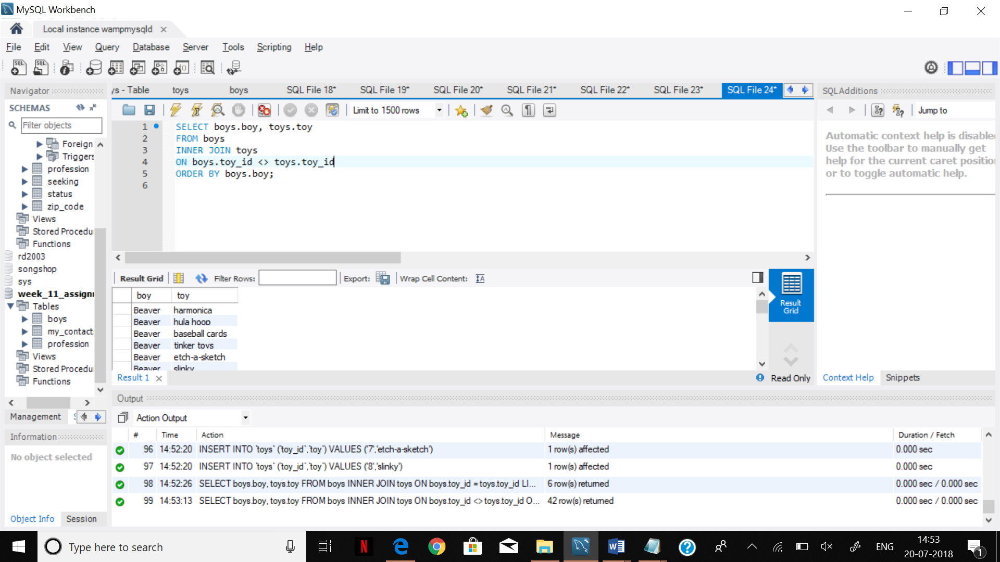 MySQL Workbench
Local instance wampmysqld
File Edit View Query Database Server Tools Scripting Help
Navigator
SCHEMAS
Filter objects
Foreign
Triggers
profession
seeking
status
zip_code
Views
Stored Procedu
Functions
rd2003
songshop
sys
week_11_assign
Tables
boys
my_contact
profession
Views
Stored Procedu
Functions
Management
Information
No object selected
Object Info Session
ys - Table toys boys SQL File 18* SQL File 19* SQL File 20* SQL File 21* SQL File 22* SQL File 23* SQL File 24*
Limit to 1500 rows
1 SELECT boys.boy, toys.toy
2 FROM boys
3 INNER JOIN toys
4 ON boys.toy_id <> toys.toy_id
5 ORDER BY boys.boy;
6
Result Grid Filter Rows: Export: Wrap Cell Content:
boy toy
Beaver harmonica
Beaver hula hoop
Beaver baseball cards
Beaver tinker toys
Beaver etch-a-sketch
Beaver slinky
Result Grid
Result 1
Read Only
SQLAdditions
Jump to
Automatic context help is disable
Use the toolbar to manually get
help for the current caret positio
or to toggle automatic help.
Context Help Snippets
Output
Action Output
# Time Action Message Duration / Fetch
96 14:52:20 INSERT INTO `toys` (`toy_id`,`toy`) VALUES ('7','etch-a-sketch') 1 row(s) affected 0.000 sec
97 14:52:20 INSERT INTO `toys` (`toy_id`,`toy`) VALUES ('8','slinky') 1 row(s) affected 0.000 sec
98 14:52:26 SELECT boys.boy, toys.toy FROM boys INNER JOIN toys ON boys.toy_id = toys.toy_id LI... 6 row(s) returned 0.000 sec / 0.000 sec
99 14:53:13 SELECT boys.boy, toys.toy FROM boys INNER JOIN toys ON boys.toy_id <> toys.toy_id O... 42 row(s) returned 0.000 sec / 0.000 sec
Type here to search
ENG
14:53
20-07-2018
1